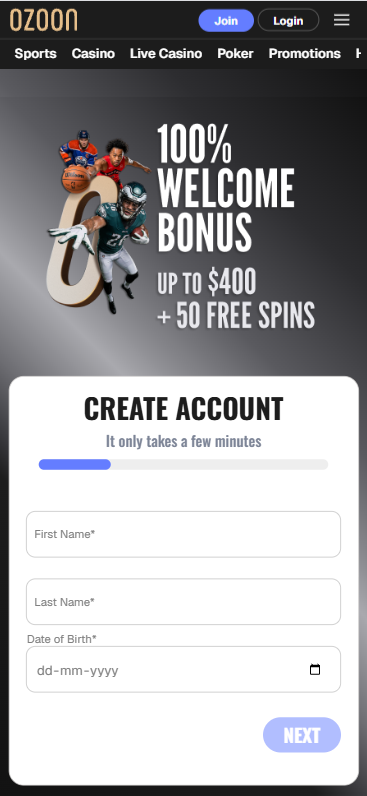 OZOON
Join
Login
Sports Casino Live Casino Poker Promotions
100%
WELCOME
BONUS
UP TO $400
+ 50 FREE SPINS
CREATE ACCOUNT
It only takes a few minutes
First Name*
Last Name*
Date of Birth*
dd-mm-yyyy
NEXT